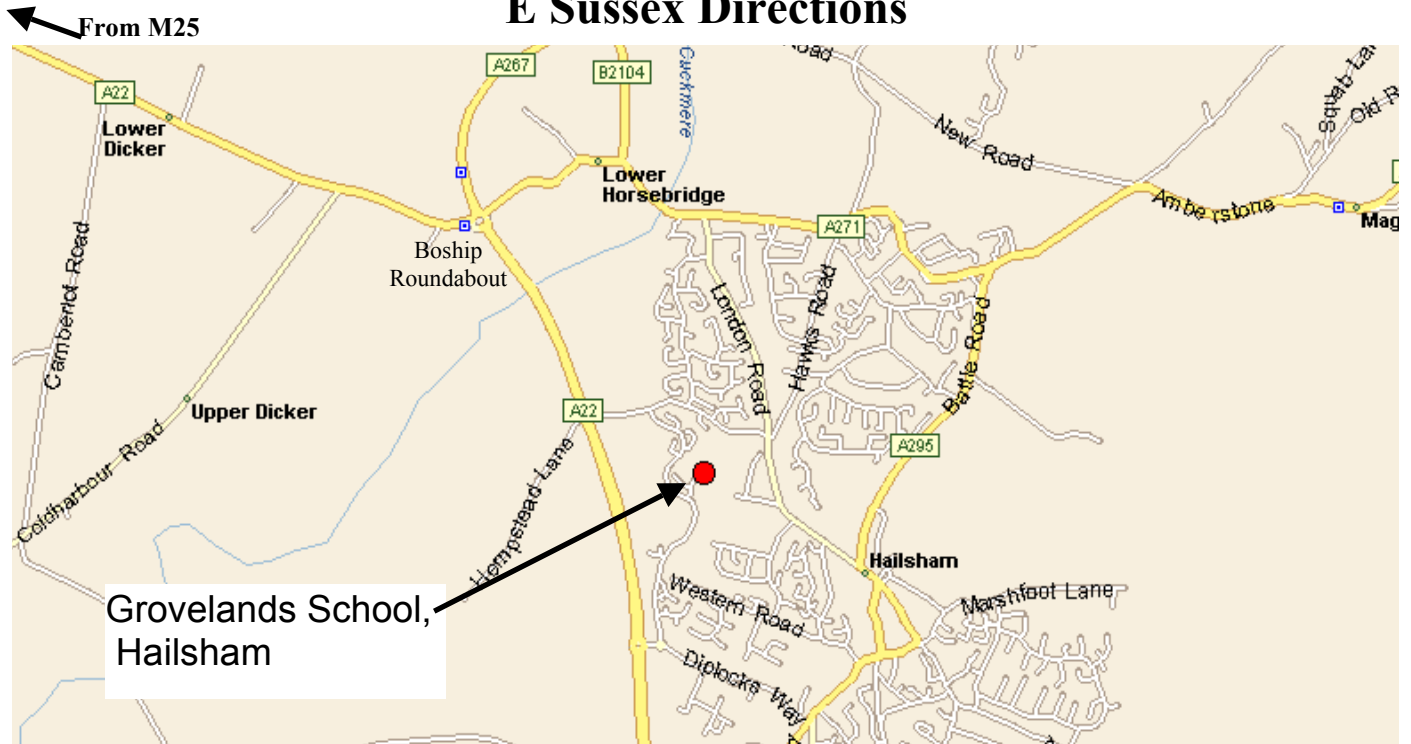 E Sussex Directions
From M25
A22
Lower
Dicker
A267
B2104
Cuckmere
Lower
Horsebridge
Road
New Road
Squab
Old
Amberstone
A271
Boship
Roundabout
Camberlot Road
London Road
Hawks Road
Battle Road
Upper Dicker
A22
A295
Coldharbour Road
Hempstead Lane
Grovelands School,
Hailsham
Hailsham
Western Road
Marshfoot Lane
Diplocks Way